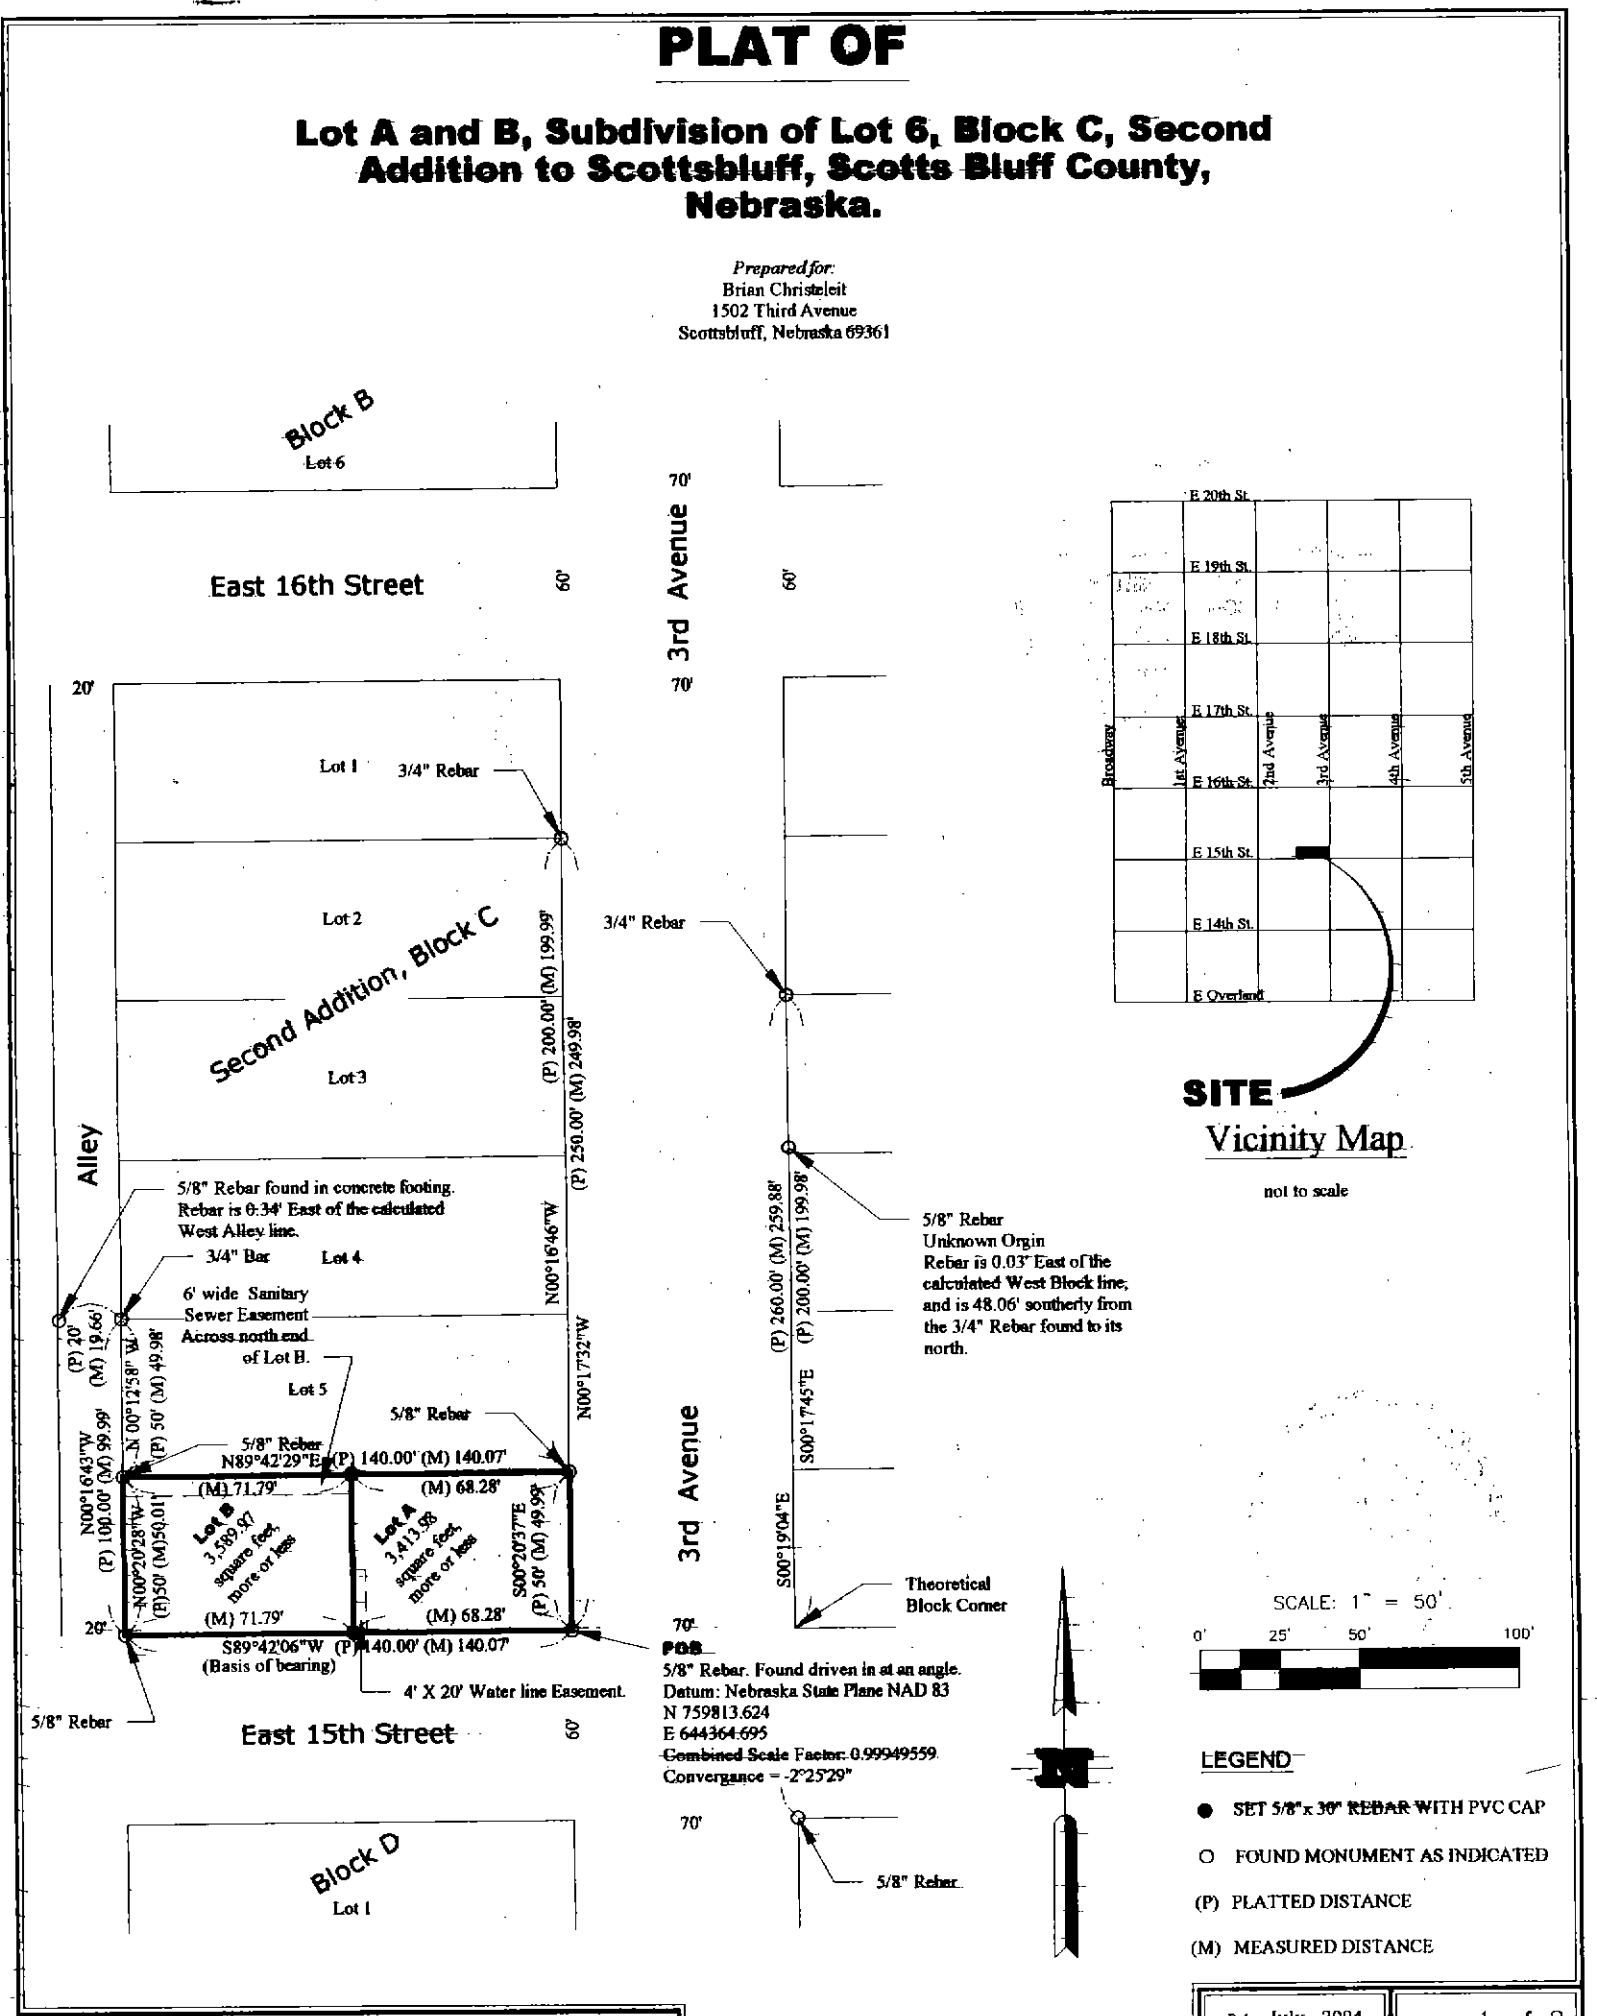 PLAT OF
Lot A and B, Subdivision of Lot 6, Block C, Second
Addition to Scottsbluff, Scotts Bluff County,
Nebraska.
Prepared for:
Brian Christeleit
1502 Third Avenue
Scottsbluff, Nebraska 69361
Block B
Lot 6
70'
3rd Avenue
60'
60'
East 16th Street
20'
70'
Lot 1
3/4" Rebar
Lot 2
3/4" Rebar
Second Addition, Block C
(P) 200.00' (M) 199.99'
(P) 250.00' (M) 249.98'
Lot 3
Alley
5/8" Rebar found in concrete footing.
Rebar is 0.34' East of the calculated
West Alley line.
3/4" Bar
Lot 4
6' wide Sanitary
Sewer Easement
Across north end
of Lot B.
N00°16'46"W
N00°17'32"W
(P) 20'
(M) 19.66'
N 00°12'58" W
(P) 50' (M) 49.98'
Lot 5
5/8" Rebar
5/8" Rebar
N89°42'29"E (P) 140.00' (M) 140.07'
(M) 71.79'
(M) 68.28'
N00°16'43"W
(P) 100.00' (M) 99.99'
N00°20'28"W
(P)50' (M)50.01'
Lot B
3,589.97
square feet,
more or less
Lot A
3,413.98
square feet,
more or less
S00°20'37"E
(P) 50' (M) 49.99'
(M) 71.79'
(M) 68.28'
20'
S89°42'06"W (P) 140.00' (M) 140.07'
(Basis of bearing)
4' X 20' Water line Easement.
5/8" Rebar
East 15th Street
60'
3rd Avenue
(P) 260.00' (M) 259.88'
(P) 200.00' (M) 199.98'
S00°17'45"E
S00°19'04"E
5/8" Rebar
Unknown Orgin
Rebar is 0.03' East of the
calculated West Block line,
and is 48.06' southerly from
the 3/4" Rebar found to its
north.
Theoretical
Block Corner
70'
POB
5/8" Rebar. Found driven in at an angle.
Datum: Nebraska State Plane NAD 83
N 759813.624
E 644364.695
Combined Scale Factor: 0.99949559
Convergance = -2°25'29"
70'
5/8" Rebar
Block D
Lot 1
E 20th St.
E 19th St.
E 18th St.
E 17th St.
E 16th St.
E 15th St.
E 14th St.
E Overland
Broadway
1st Avenue
2nd Avenue
3rd Avenue
4th Avenue
5th Avenue
SITE
Vicinity Map
not to scale
N
SCALE: 1" = 50'
0' 25' 50' 100'
LEGEND
SET 5/8"x 30" REBAR WITH PVC CAP
FOUND MONUMENT AS INDICATED
(P) PLATTED DISTANCE
(M) MEASURED DISTANCE